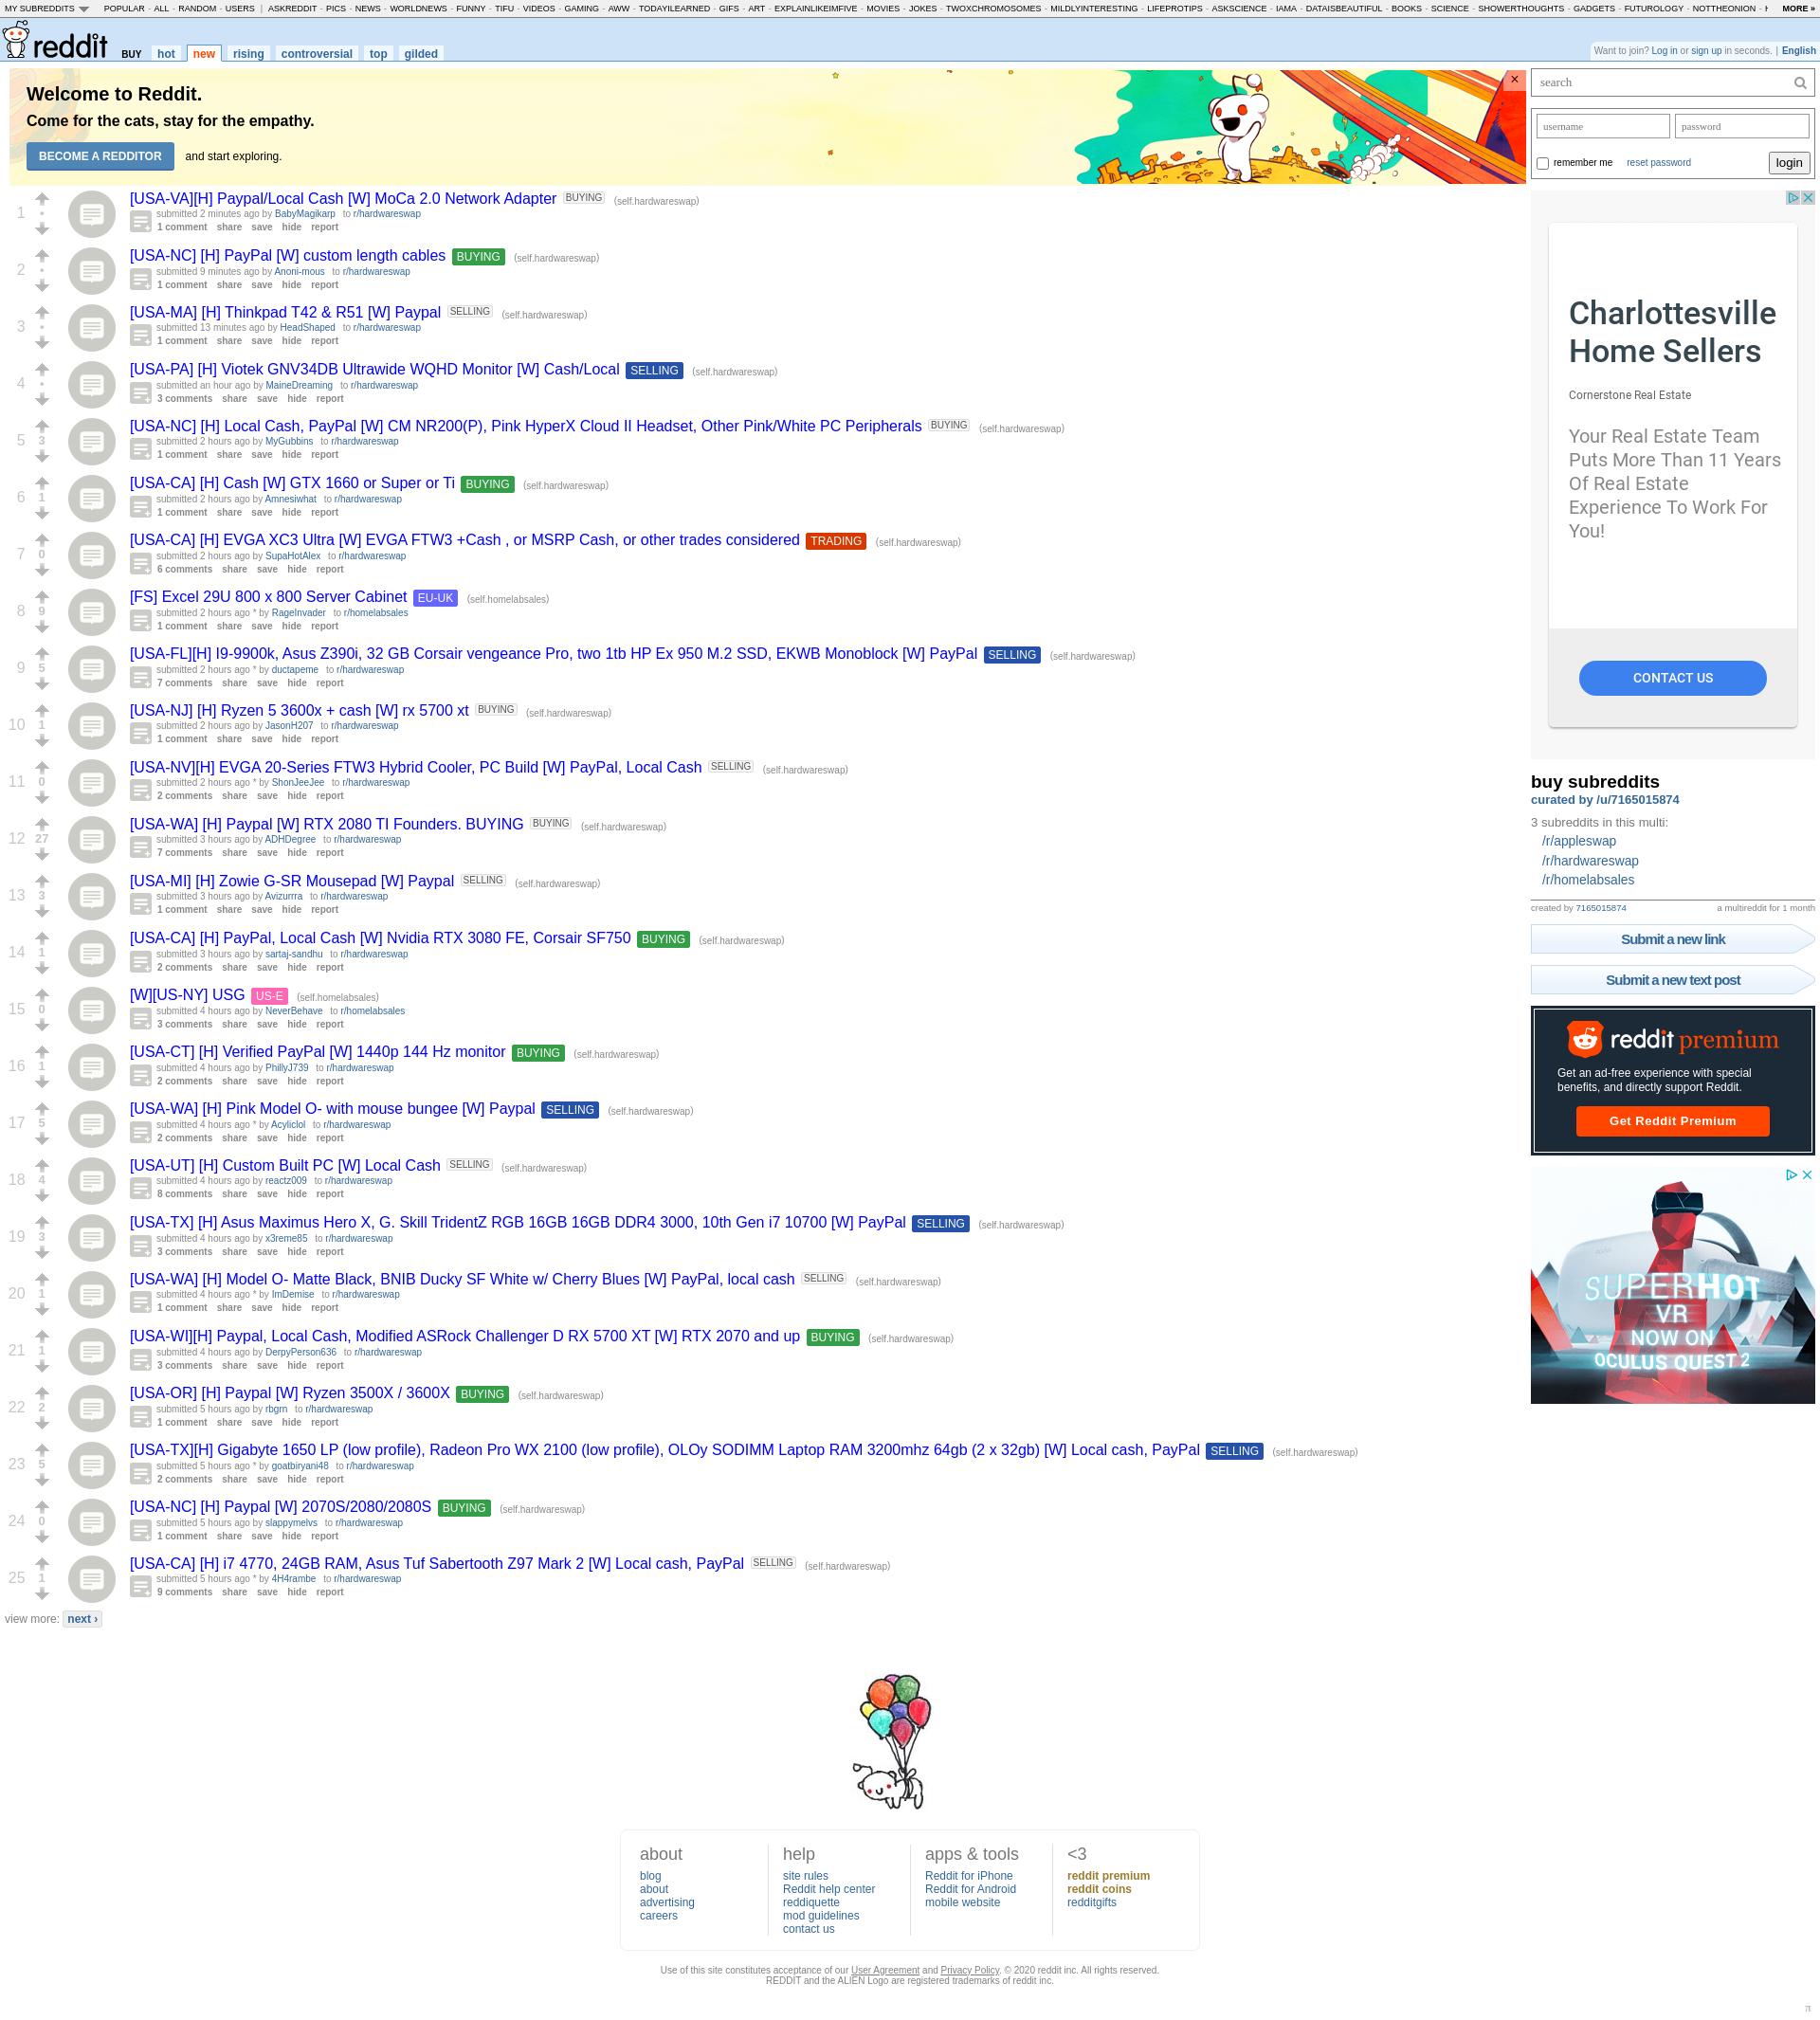 MY SUBREDDITS POPULAR - ALL - RANDOM - USERS | ASKREDDIT - PICS - NEWS - WORLDNEWS - FUNNY - TIFU - VIDEOS - GAMING - AWW - TODAYILEARNED - GIFS - ART - EXPLAINLIKEIMFIVE - MOVIES - JOKES - TWOXCHROMOSOMES - MILDLYINTERESTING - LIFEPROTIPS - ASKSCIENCE - IAMA - DATAISBEAUTIFUL - BOOKS - SCIENCE - SHOWERTHOUGHTS - GADGETS - FUTUROLOGY - NOTTHEONION - MORE »
reddit BUY hot new rising controversial top gilded
Want to join? Log in or sign up in seconds. | English
Welcome to Reddit.
Come for the cats, stay for the empathy.
BECOME A REDDITOR and start exploring.
×
1
[USA-VA][H] Paypal/Local Cash [W] MoCa 2.0 Network Adapter BUYING (self.hardwareswap)
submitted 2 minutes ago by BabyMagikarp to r/hardwareswap
1 comment share save hide report
2
[USA-NC] [H] PayPal [W] custom length cables BUYING (self.hardwareswap)
submitted 9 minutes ago by Anoni-mous to r/hardwareswap
1 comment share save hide report
3
[USA-MA] [H] Thinkpad T42 & R51 [W] Paypal SELLING (self.hardwareswap)
submitted 13 minutes ago by HeadShaped to r/hardwareswap
1 comment share save hide report
4
[USA-PA] [H] Viotek GNV34DB Ultrawide WQHD Monitor [W] Cash/Local SELLING (self.hardwareswap)
submitted an hour ago by MaineDreaming to r/hardwareswap
3 comments share save hide report
5 3
[USA-NC] [H] Local Cash, PayPal [W] CM NR200(P), Pink HyperX Cloud II Headset, Other Pink/White PC Peripherals BUYING (self.hardwareswap)
submitted 2 hours ago by MyGubbins to r/hardwareswap
1 comment share save hide report
6 1
[USA-CA] [H] Cash [W] GTX 1660 or Super or Ti BUYING (self.hardwareswap)
submitted 2 hours ago by Amnesiwhat to r/hardwareswap
1 comment share save hide report
7 0
[USA-CA] [H] EVGA XC3 Ultra [W] EVGA FTW3 +Cash , or MSRP Cash, or other trades considered TRADING (self.hardwareswap)
submitted 2 hours ago by SupaHotAlex to r/hardwareswap
6 comments share save hide report
8 9
[FS] Excel 29U 800 x 800 Server Cabinet EU-UK (self.homelabsales)
submitted 2 hours ago * by RageInvader to r/homelabsales
1 comment share save hide report
9 5
[USA-FL][H] I9-9900k, Asus Z390i, 32 GB Corsair vengeance Pro, two 1tb HP Ex 950 M.2 SSD, EKWB Monoblock [W] PayPal SELLING (self.hardwareswap)
submitted 2 hours ago * by ductapeme to r/hardwareswap
7 comments share save hide report
10 1
[USA-NJ] [H] Ryzen 5 3600x + cash [W] rx 5700 xt BUYING (self.hardwareswap)
submitted 2 hours ago by JasonH207 to r/hardwareswap
1 comment share save hide report
11 0
[USA-NV][H] EVGA 20-Series FTW3 Hybrid Cooler, PC Build [W] PayPal, Local Cash SELLING (self.hardwareswap)
submitted 2 hours ago * by ShonJeeJee to r/hardwareswap
2 comments share save hide report
12 27
[USA-WA] [H] Paypal [W] RTX 2080 TI Founders. BUYING BUYING (self.hardwareswap)
submitted 3 hours ago by ADHDegree to r/hardwareswap
7 comments share save hide report
13 3
[USA-MI] [H] Zowie G-SR Mousepad [W] Paypal SELLING (self.hardwareswap)
submitted 3 hours ago by Avizurrra to r/hardwareswap
1 comment share save hide report
14 1
[USA-CA] [H] PayPal, Local Cash [W] Nvidia RTX 3080 FE, Corsair SF750 BUYING (self.hardwareswap)
submitted 3 hours ago by sartaj-sandhu to r/hardwareswap
2 comments share save hide report
15 0
[W][US-NY] USG US-E (self.homelabsales)
submitted 4 hours ago by NeverBehave to r/homelabsales
3 comments share save hide report
16 1
[USA-CT] [H] Verified PayPal [W] 1440p 144 Hz monitor BUYING (self.hardwareswap)
submitted 4 hours ago by PhillyJ739 to r/hardwareswap
2 comments share save hide report
17 5
[USA-WA] [H] Pink Model O- with mouse bungee [W] Paypal SELLING (self.hardwareswap)
submitted 4 hours ago * by Acyliclol to r/hardwareswap
2 comments share save hide report
18 4
[USA-UT] [H] Custom Built PC [W] Local Cash SELLING (self.hardwareswap)
submitted 4 hours ago by reactz009 to r/hardwareswap
8 comments share save hide report
19 3
[USA-TX] [H] Asus Maximus Hero X, G. Skill TridentZ RGB 16GB 16GB DDR4 3000, 10th Gen i7 10700 [W] PayPal SELLING (self.hardwareswap)
submitted 4 hours ago by x3reme85 to r/hardwareswap
3 comments share save hide report
20 1
[USA-WA] [H] Model O- Matte Black, BNIB Ducky SF White w/ Cherry Blues [W] PayPal, local cash SELLING (self.hardwareswap)
submitted 4 hours ago * by ImDemise to r/hardwareswap
1 comment share save hide report
21 1
[USA-WI][H] Paypal, Local Cash, Modified ASRock Challenger D RX 5700 XT [W] RTX 2070 and up BUYING (self.hardwareswap)
submitted 4 hours ago by DerpyPerson636 to r/hardwareswap
3 comments share save hide report
22 2
[USA-OR] [H] Paypal [W] Ryzen 3500X / 3600X BUYING (self.hardwareswap)
submitted 5 hours ago by rbgrn to r/hardwareswap
1 comment share save hide report
23 5
[USA-TX][H] Gigabyte 1650 LP (low profile), Radeon Pro WX 2100 (low profile), OLOy SODIMM Laptop RAM 3200mhz 64gb (2 x 32gb) [W] Local cash, PayPal SELLING (self.hardwareswap)
submitted 5 hours ago * by goatbiryani48 to r/hardwareswap
2 comments share save hide report
24 0
[USA-NC] [H] Paypal [W] 2070S/2080/2080S BUYING (self.hardwareswap)
submitted 5 hours ago by slappymelvs to r/hardwareswap
1 comment share save hide report
25 1
[USA-CA] [H] i7 4770, 24GB RAM, Asus Tuf Sabertooth Z97 Mark 2 [W] Local cash, PayPal SELLING (self.hardwareswap)
submitted 5 hours ago * by 4H4rambe to r/hardwareswap
9 comments share save hide report
view more: next ›
search
username password
remember me reset password login
Charlottesville
Home Sellers
Cornerstone Real Estate
Your Real Estate Team
Puts More Than 11 Years
Of Real Estate
Experience To Work For
You!
CONTACT US
buy subreddits
curated by /u/7165015874
3 subreddits in this multi:
/r/appleswap
/r/hardwareswap
/r/homelabsales
created by 7165015874 a multireddit for 1 month
Submit a new link
Submit a new text post
reddit premium
Get an ad-free experience with special
benefits, and directly support Reddit.
Get Reddit Premium
SUPERHOT
VR
NOW ON
OCULUS QUEST 2
about
blog
about
advertising
careers
help
site rules
Reddit help center
reddiquette
mod guidelines
contact us
apps & tools
Reddit for iPhone
Reddit for Android
mobile website
<3
reddit premium
reddit coins
redditgifts
Use of this site constitutes acceptance of our User Agreement and Privacy Policy. © 2020 reddit inc. All rights reserved.
REDDIT and the ALIEN Logo are registered trademarks of reddit inc.
π